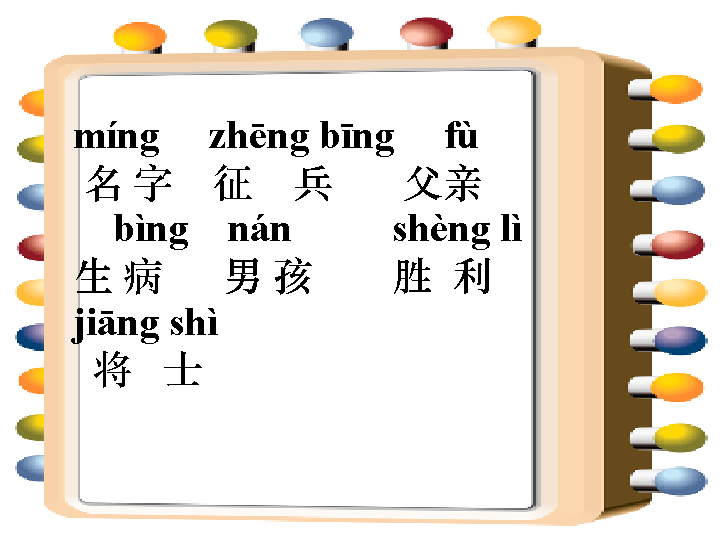 míng zhēng bīng fù
名字 征 兵 父亲
bìng nán shèng lì
生病 男孩 胜 利
jiāng shì
将 士